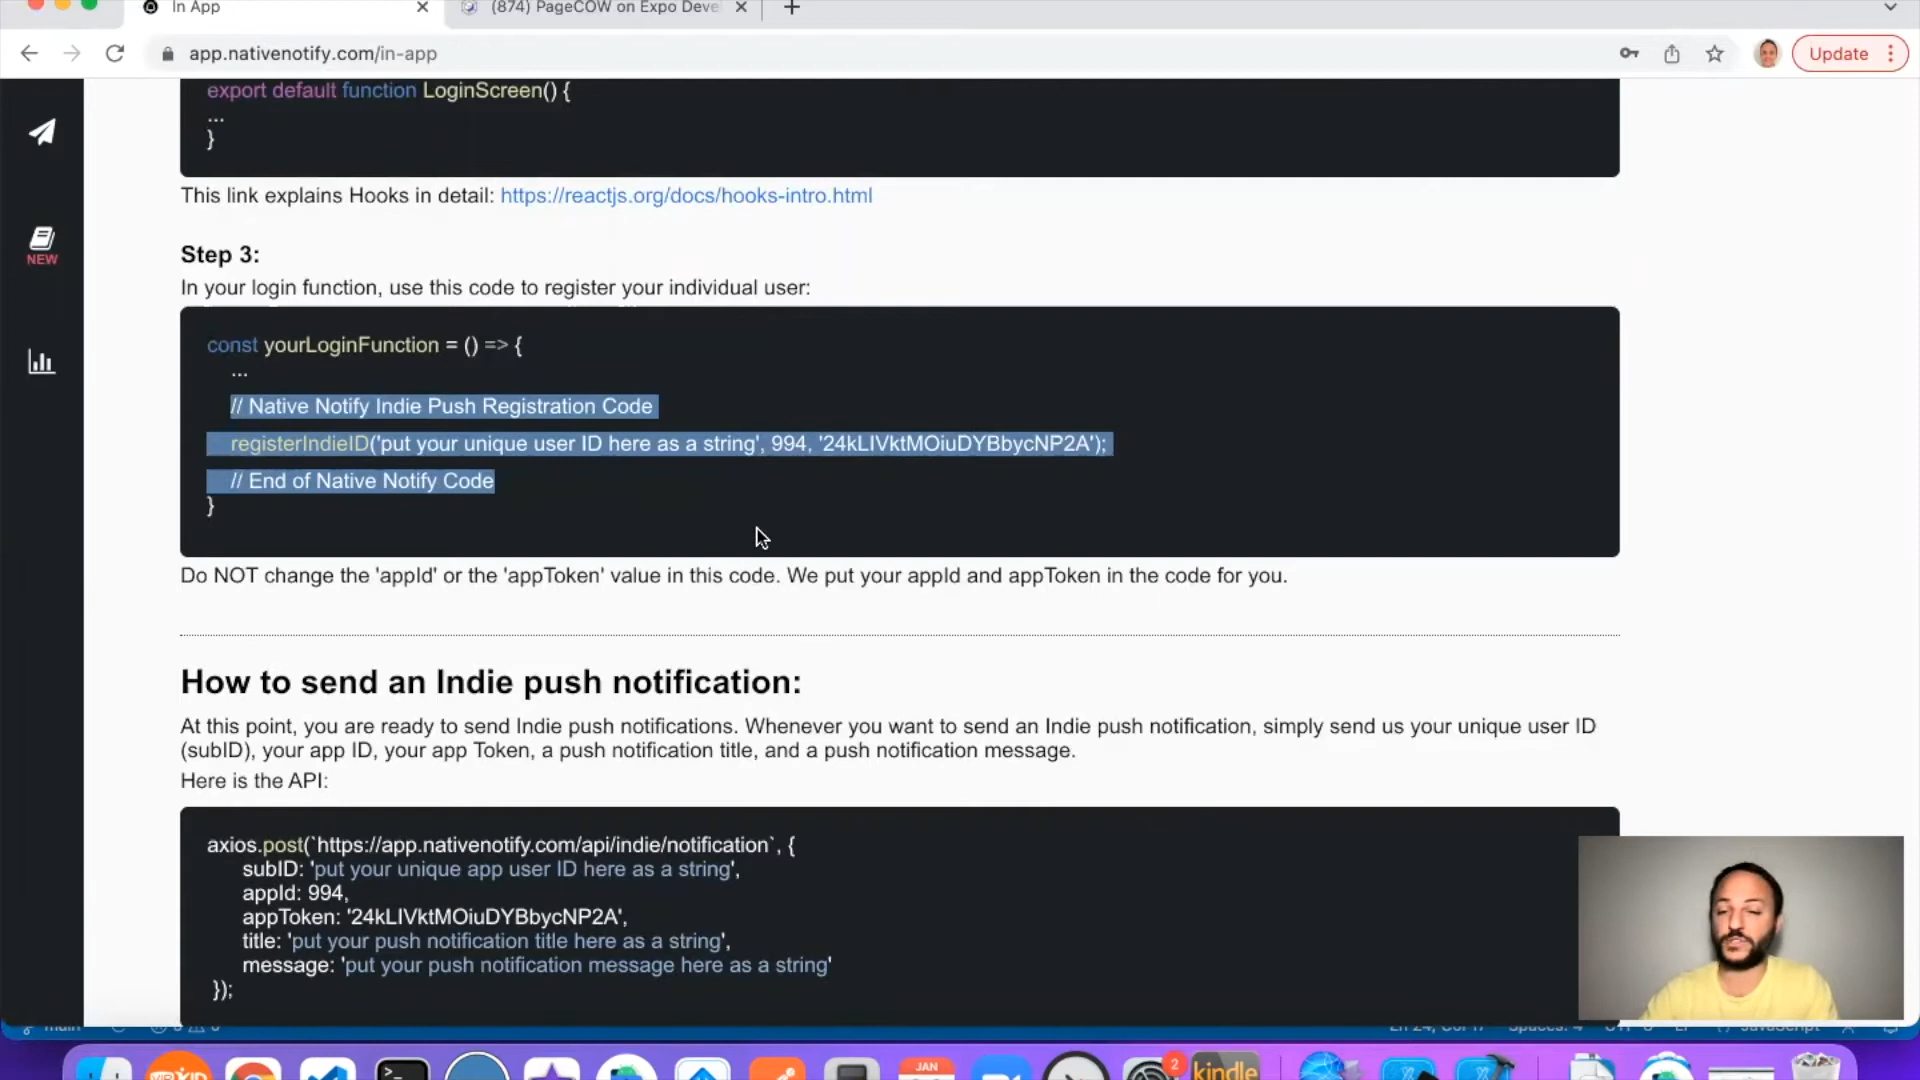 In App
(874) PageCOW on Expo Deve
app.nativenotify.com/in-app
Update
export default function LoginScreen() {
...
}
This link explains Hooks in detail: https://reactjs.org/docs/hooks-intro.html
NEW
Step 3:
In your login function, use this code to register your individual user:
const yourLoginFunction = () => {
...
// Native Notify Indie Push Registration Code
registerIndieID('put your unique user ID here as a string', 994, '24kLIVktMOiuDYBbycNP2A');
// End of Native Notify Code
}
Do NOT change the 'appId' or the 'appToken' value in this code. We put your appId and appToken in the code for you.
How to send an Indie push notification:
At this point, you are ready to send Indie push notifications. Whenever you want to send an Indie push notification, simply send us your unique user ID
(subID), your app ID, your app Token, a push notification title, and a push notification message.
Here is the API:
axios.post(`https://app.nativenotify.com/api/indie/notification`, {
subID: 'put your unique app user ID here as a string',
appId: 994,
appToken: '24kLIVktMOiuDYBbycNP2A',
title: 'put your push notification title here as a string',
message: 'put your push notification message here as a string'
});
main
JavaScript
JAN
2
kindle